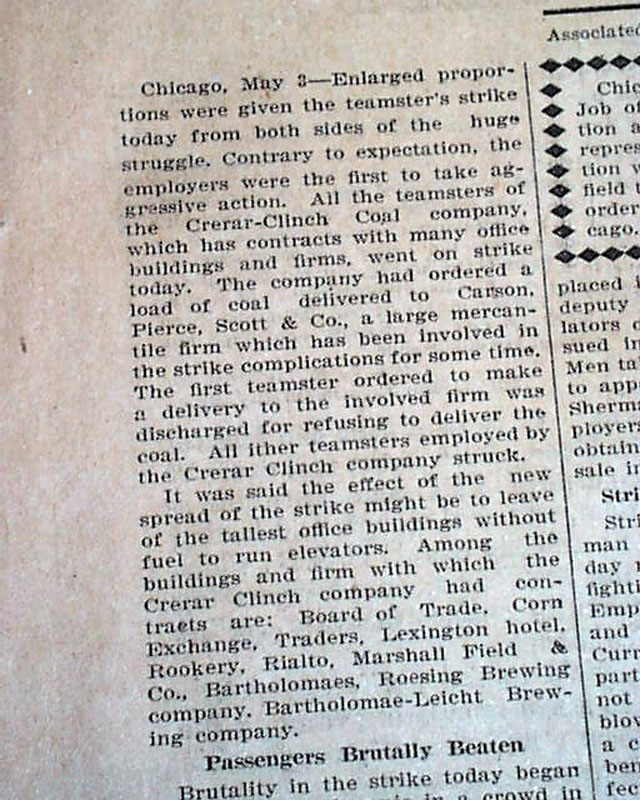 Chicago, May 3—Enlarged propor-
tions were given the teamster's strike
today from both sides of the huge
struggle. Contrary to expectation, the
employers were the first to take ag-
gressive action. All the teamsters of
the Crerar-Clinch Coal company,
which has contracts with many office
buildings and firms, went on strike
today. The company had ordered a
load of coal delivered to Carson,
Pierce, Scott & Co., a large mercan-
tile firm which has been involved in
the strike complications for some time.
The first teamster ordered to make
a delivery to the involved firm was
discharged for refusing to deliver the
coal. All ither teamsters employed by
the Crerar Clinch company struck.
It was said the effect of the new
spread of the strike might be to leave
of the tallest office buildings without
fuel to run elevators. Among the
buildings and firm with which the
Crerar Clinch company had con-
tracts are: Board of Trade, Corn
Exchange, Traders, Lexington hotel,
Rookery, Rialto, Marshall Field &
Co., Bartholomaes, Roesing Brewing
company, Bartholomae-Leicht Brew-
ing company.
Passengers Brutally Beaten
Brutality in the strike today began
in a crowd in
Associated
Chic
Job of
tion a
repres
tion w
field
order
cago.
placed i
deputy
lators
sued in
Men ta
to app
Sherma
ployers
obtain
sale in
Stri
Stri
man
day
fighti
Emp
and
Curr
part
not
blov
a c
ben
fee